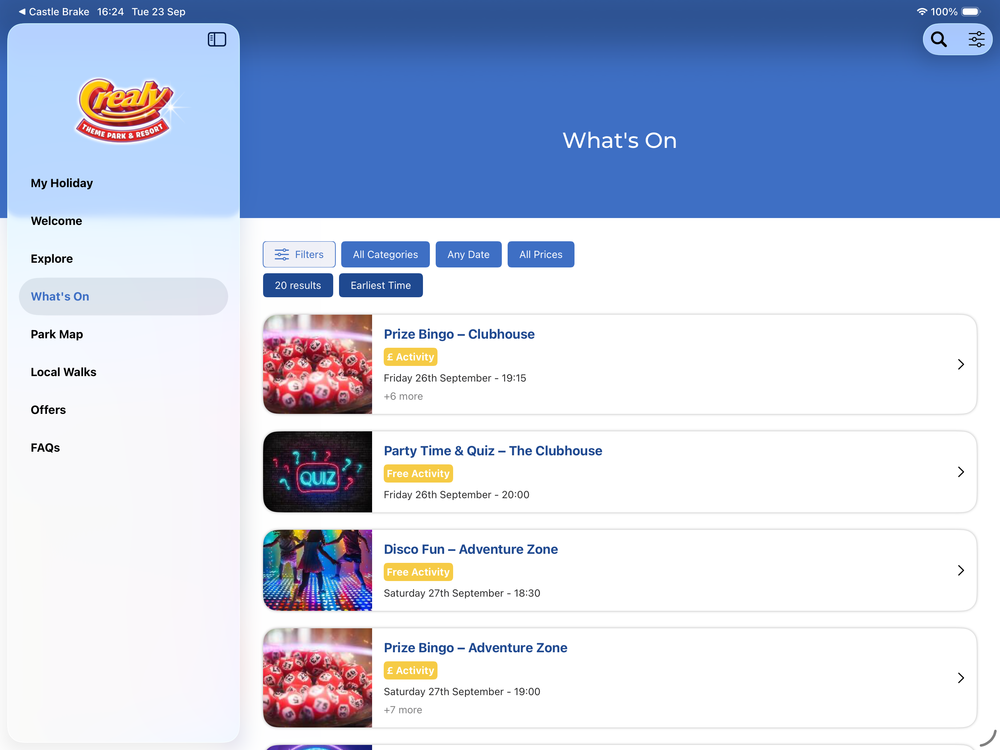 Castle Brake 16:24 Tue 23 Sep
100%
Crealy
THEME PARK & RESORT
My Holiday
Welcome
Explore
What's On
Park Map
Local Walks
Offers
FAQs
What's On
Filters
All Categories
Any Date
All Prices
20 results
Earliest Time
Prize Bingo – Clubhouse
£ Activity
Friday 26th September - 19:15
+6 more
QUIZ
Party Time & Quiz – The Clubhouse
Free Activity
Friday 26th September - 20:00
Disco Fun – Adventure Zone
Free Activity
Saturday 27th September - 18:30
Prize Bingo – Adventure Zone
£ Activity
Saturday 27th September - 19:00
+7 more